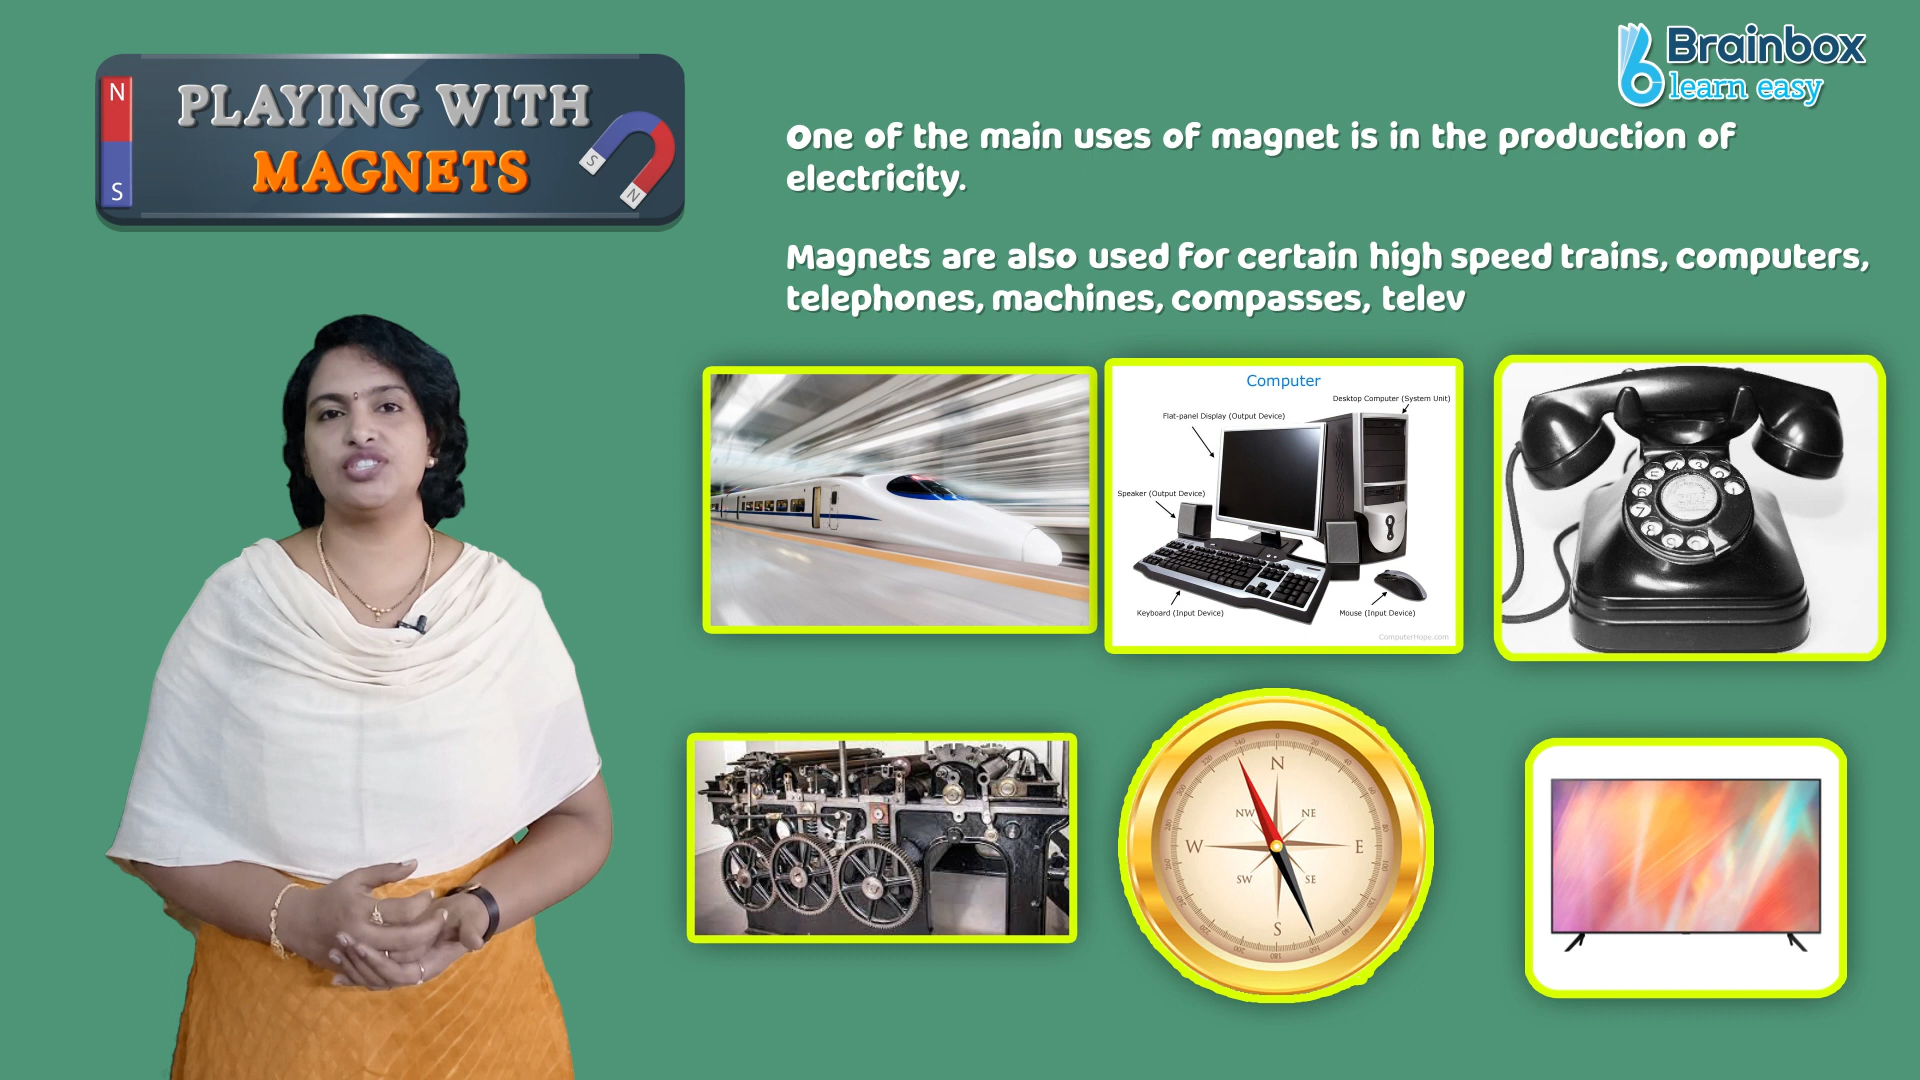 Brainbox
learn easy
N
S
PLAYING WITH
MAGNETS
S
N
One of the main uses of magnet is in the production of
electricity.
Magnets are also used for certain high speed trains, computers,
telephones, machines, compasses, telev
Computer
Desktop Computer (System Unit)
Flat-panel Display (Output Device)
Speaker (Output Device)
Keyboard (Input Device)
Mouse (Input Device)
ComputerHope.com
N
NW NE
W E
SW SE
S